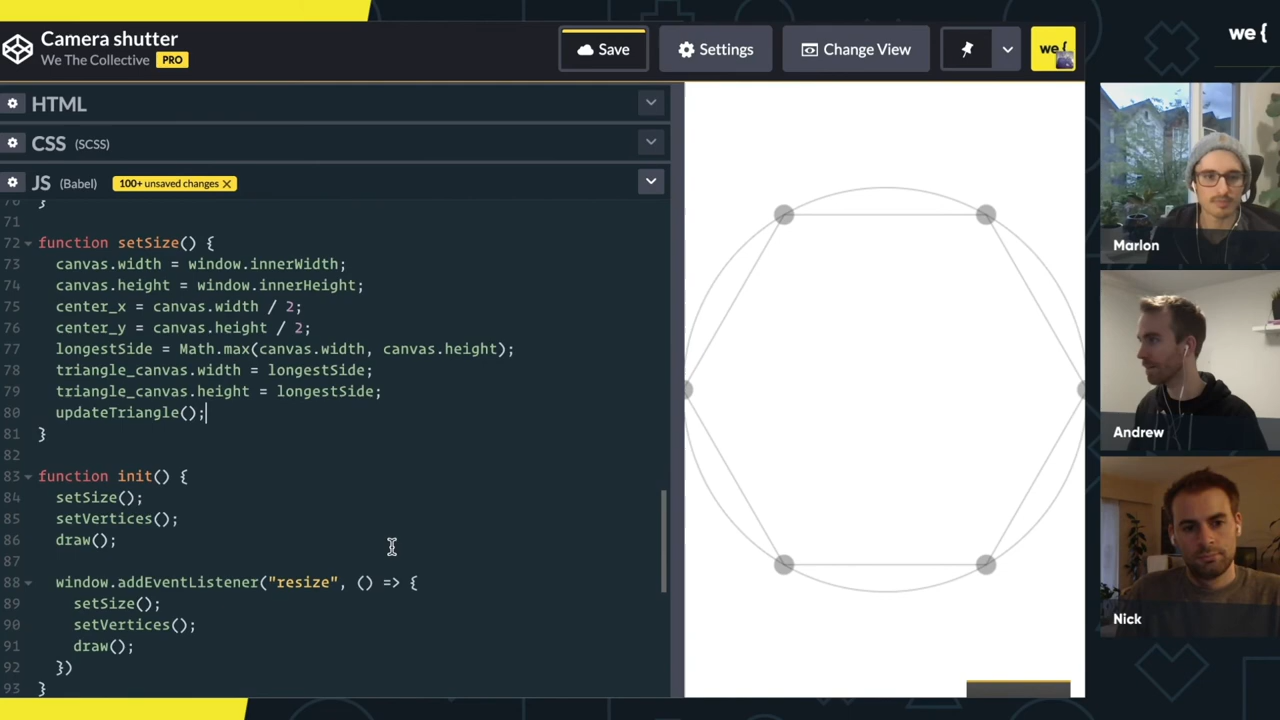 Camera shutter
We The Collective PRO
Save
Settings
Change View
we {
we {
HTML
CSS (SCSS)
JS (Babel) 100+ unsaved changes X
70 }
71
72 function setSize() {
73 canvas.width = window.innerWidth;
74 canvas.height = window.innerHeight;
75 center_x = canvas.width / 2;
76 center_y = canvas.height / 2;
77 longestSide = Math.max(canvas.width, canvas.height);
78 triangle_canvas.width = longestSide;
79 triangle_canvas.height = longestSide;
80 updateTriangle();
81 }
82
83 function init() {
84 setSize();
85 setVertices();
86 draw();
87
88 window.addEventListener("resize", () => {
89 setSize();
90 setVertices();
91 draw();
92 })
93 }
Marlon
Andrew
Nick